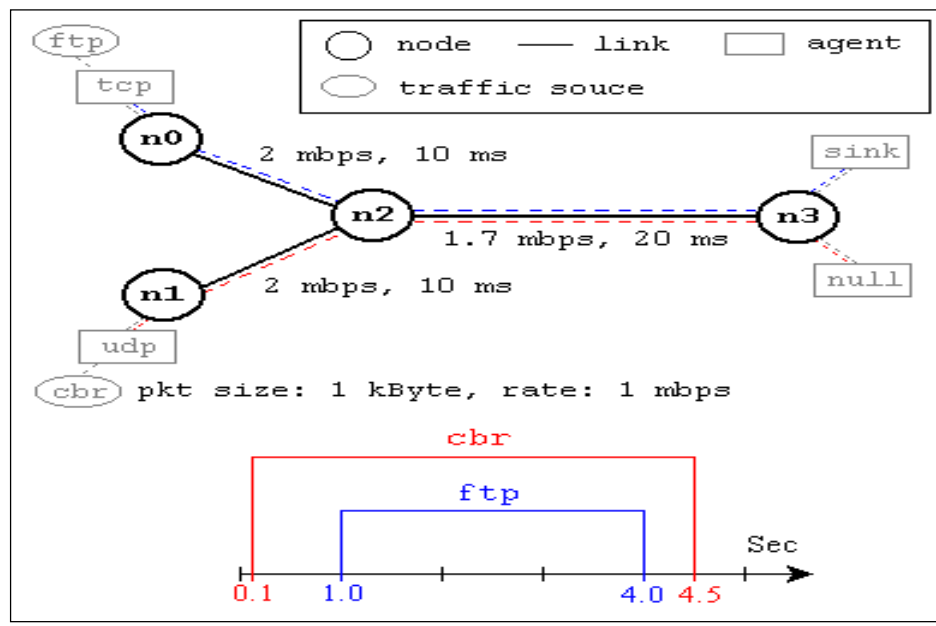 ftp
node link agent
tcp
traffic souce
n0
2 mbps, 10 ms
sink
n2
n3
1.7 mbps, 20 ms
n1
2 mbps, 10 ms
null
udp
cbr pkt size: 1 kByte, rate: 1 mbps
cbr
ftp
Sec
0.1 1.0 4.0 4.5